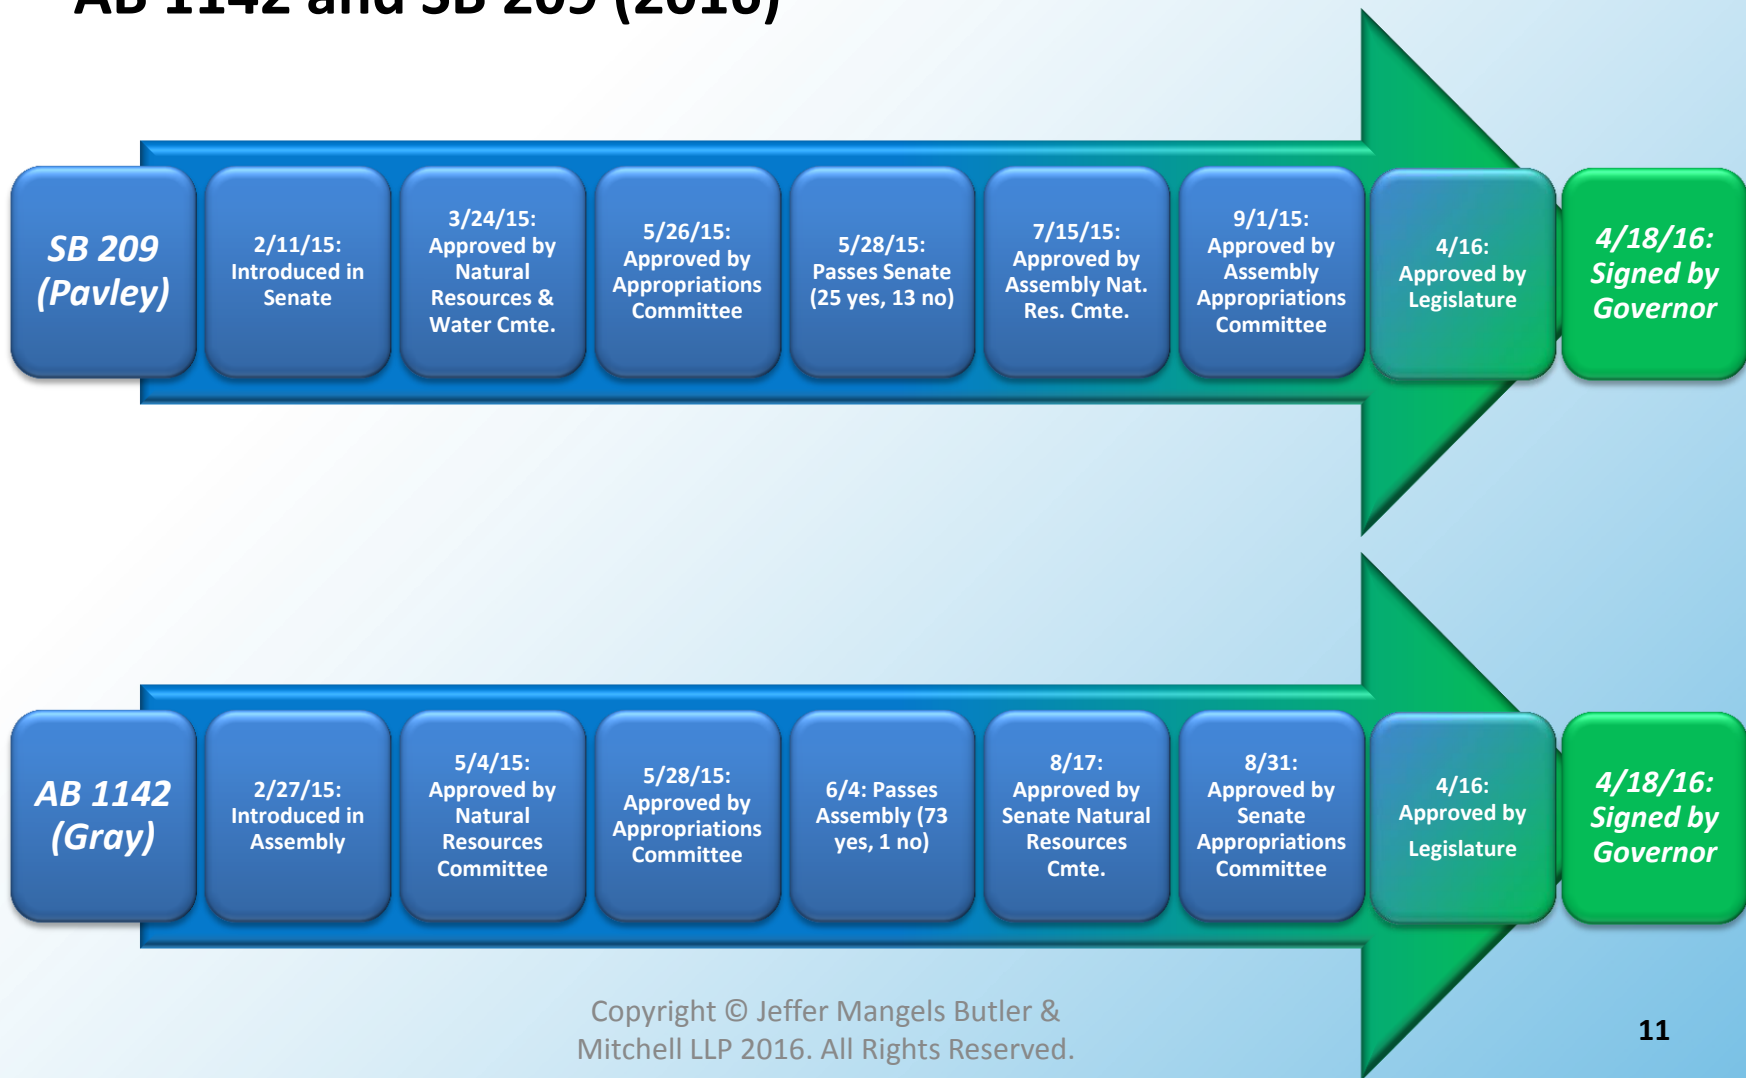 AB 1142 and SB 209 (2016)
SB 209
(Pavley)
2/11/15:
Introduced in
Senate
3/24/15:
Approved by
Natural
Resources &
Water Cmte.
5/26/15:
Approved by
Appropriations
Committee
5/28/15:
Passes Senate
(25 yes, 13 no)
7/15/15:
Approved by
Assembly Nat.
Res. Cmte.
9/1/15:
Approved by
Assembly
Appropriations
Committee
4/16:
Approved by
Legislature
4/18/16:
Signed by
Governor
AB 1142
(Gray)
2/27/15:
Introduced in
Assembly
5/4/15:
Approved by
Natural
Resources
Committee
5/28/15:
Approved by
Appropriations
Committee
6/4: Passes
Assembly (73
yes, 1 no)
8/17:
Approved by
Senate Natural
Resources
Cmte.
8/31:
Approved by
Senate
Appropriations
Committee
4/16:
Approved by
Legislature
4/18/16:
Signed by
Governor
Copyright © Jeffer Mangels Butler &
Mitchell LLP 2016. All Rights Reserved.
11